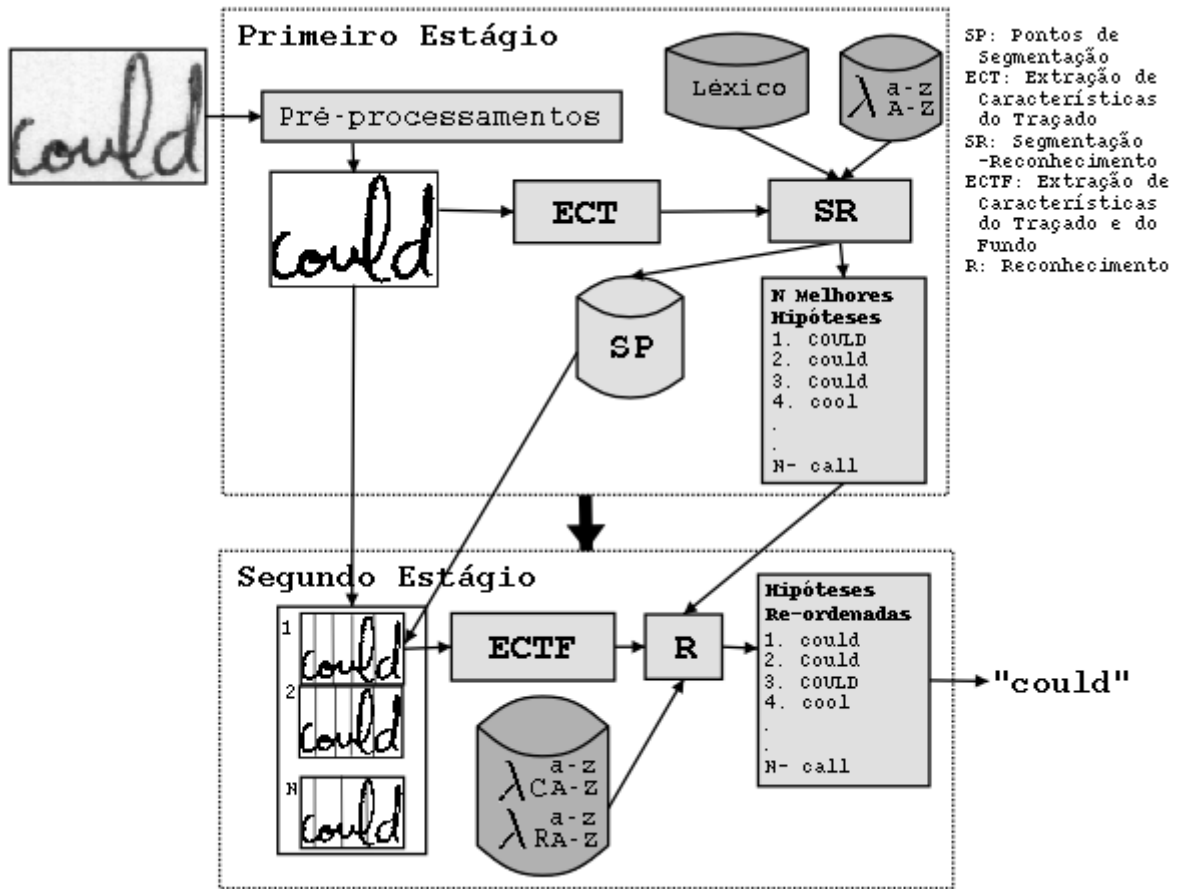 Primeiro Estágio
could
Pré-processamentos
could
ECT
Léxico
λ a-z
A-Z
SR
SP
N Melhores
Hipóteses
1. COULD
2. could
3. Could
4. cool
.
.
N- call
SP: Pontos de
Segmentação
ECT: Extração de
Características
do Traçado
SR: Segmentação
-Reconhecimento
ECTF: Extração de
Características
do Traçado e do
Fundo
R: Reconhecimento
Segundo Estágio
1 could
2 could
N could
ECTF
R
λ C a-z
A-Z
λ R a-z
A-Z
Hipóteses
Re-ordenadas
1. could
2. Could
3. COULD
4. cool
.
.
N- call
"could"